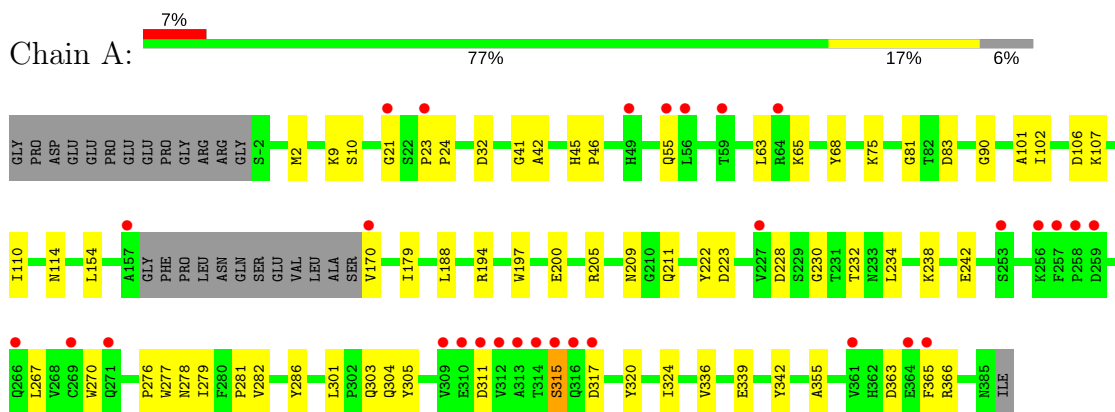 7%
Chain A:
77% 17% 6%
GLY PRO ASP GLU GLU PRO GLU GLU PRO GLY ARG ARG GLY S-2 M2 K9 S10 G21 S22 P23 P24 D32 G41 A42 H45 P46 H49 Q55 L56 T59 L63 R64 K65 Y68 K75 G81 T82 D83 G90 A101 I102 D106 K107
I110 N114 L154 A157 GLY PHE PRO LEU ASN GLN SER GLU VAL LEU ALA SER V170 I179 L188 R194 W197 E200 R205 N209 G210 Q211 Y222 D223 V227 D228 S229 G230 T231 T232 N233 L234 K238 E242 S253 K256 F257 P258 D259
Q266 L267 V268 C269 W270 Q271 P276 W277 N278 I279 F280 P281 V282 Y286 L301 P302 Q303 Q304 Y305 V309 E310 D311 V312 A313 T314 S315 Q316 D317 Y320 I324 V336 E339 Y342 A355 V361 H362 D363 E364 F365 R366 N385 ILE